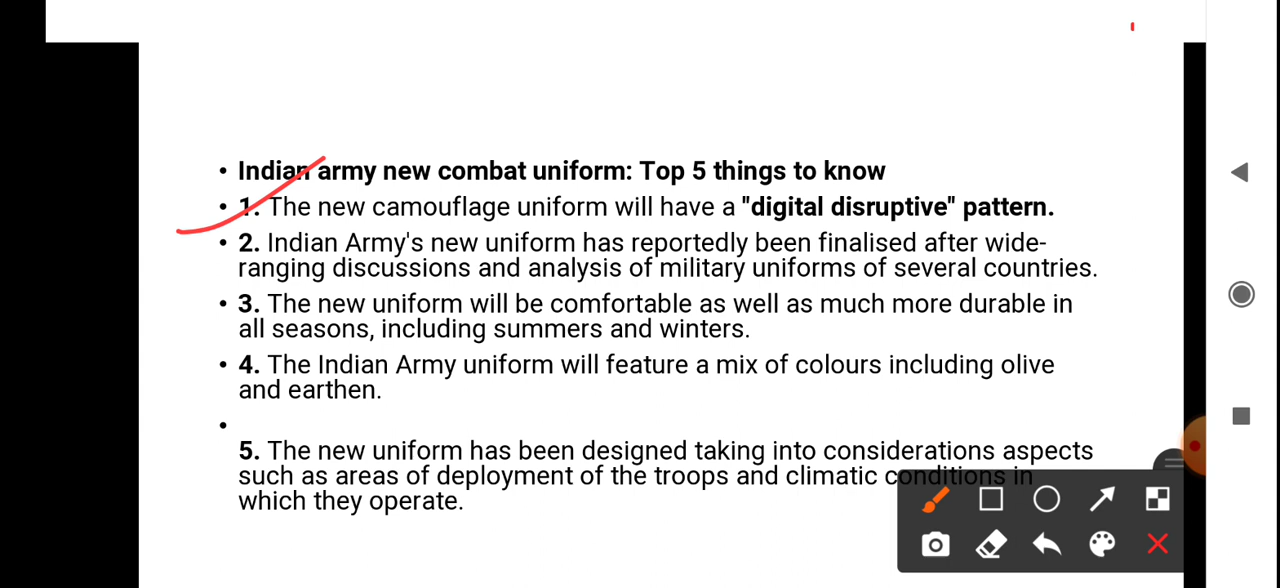 • Indian army new combat uniform: Top 5 things to know
• 1. The new camouflage uniform will have a "digital disruptive" pattern.
• 2. Indian Army's new uniform has reportedly been finalised after wide-
ranging discussions and analysis of military uniforms of several countries.
• 3. The new uniform will be comfortable as well as much more durable in
all seasons, including summers and winters.
• 4. The Indian Army uniform will feature a mix of colours including olive
and earthen.
•
5. The new uniform has been designed taking into considerations aspects
such as areas of deployment of the troops and climatic conditions in
which they operate.